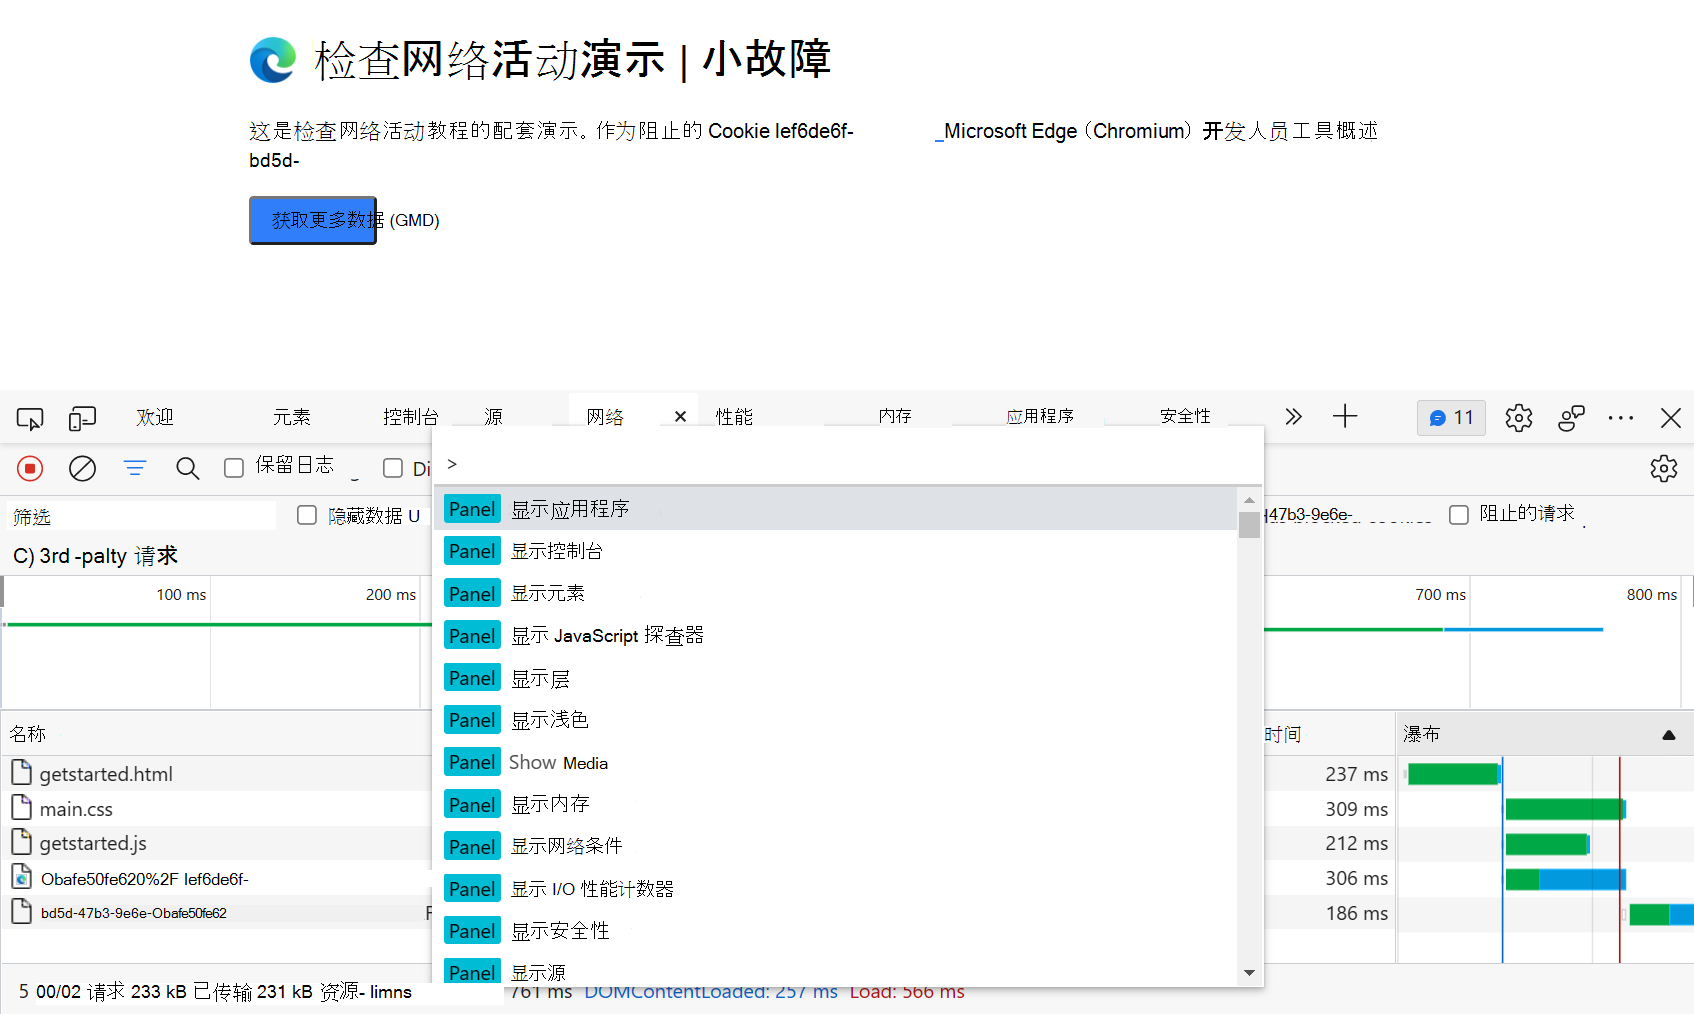 检查网络活动演示 | 小故障
这是检查网络活动教程的配套演示。作为阻止的 Cookie lef6de6f-
bd5d-
_Microsoft Edge (Chromium) 开发人员工具概述
获取更多数据 (GMD)
欢迎 元素 控制台 源 网络 性能 内存 应用程序 安全性 11
保留日志 Di
>
筛选 隐藏数据 U 47b3-9e6e- 阻止的请求
C) 3rd -palty 请求
100 ms 200 ms 700 ms 800 ms
Panel 显示应用程序
Panel 显示控制台
Panel 显示元素
Panel 显示 JavaScript 探查器
Panel 显示层
Panel 显示浅色
Panel Show Media
Panel 显示内存
Panel 显示网络条件
Panel 显示 I/O 性能计数器
Panel 显示安全性
Panel 显示源
名称 时间 瀑布
getstarted.html 237 ms
main.css 309 ms
getstarted.js 212 ms
Obafe50fe620%2F lef6de6f- 306 ms
bd5d-47b3-9e6e-Obafe50fe62 186 ms
5 00/02 请求 233 kB 已传输 231 kB 资源- limns 761 ms DOMContentLoaded: 257 ms Load: 566 ms